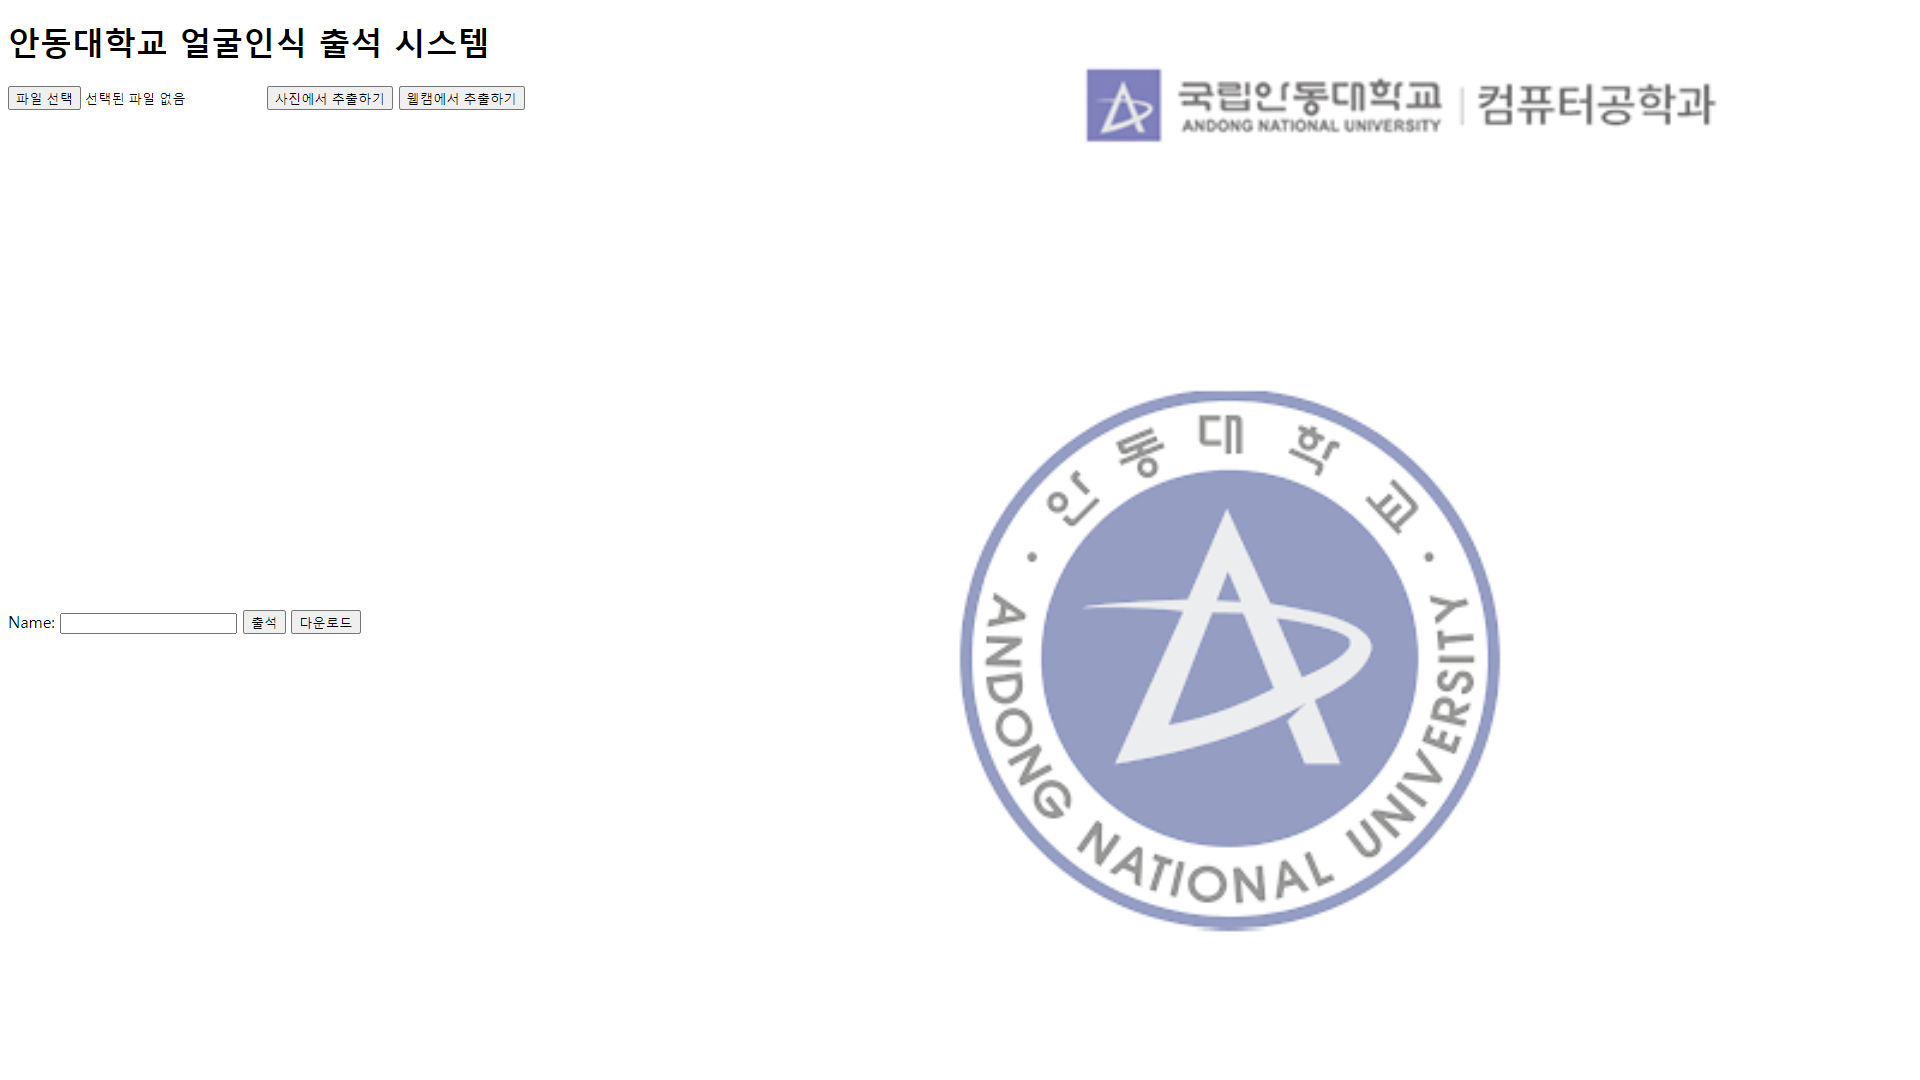 안동대학교 얼굴인식 출석 시스템
파일 선택 선택된 파일 없음 사진에서 추출하기 웹캠에서 추출하기
국립안동대학교 컴퓨터공학과
ANDONG NATIONAL UNIVERSITY
· 안동대학교 ·
ANDONG NATIONAL UNIVERSITY
Name: 출석 다운로드